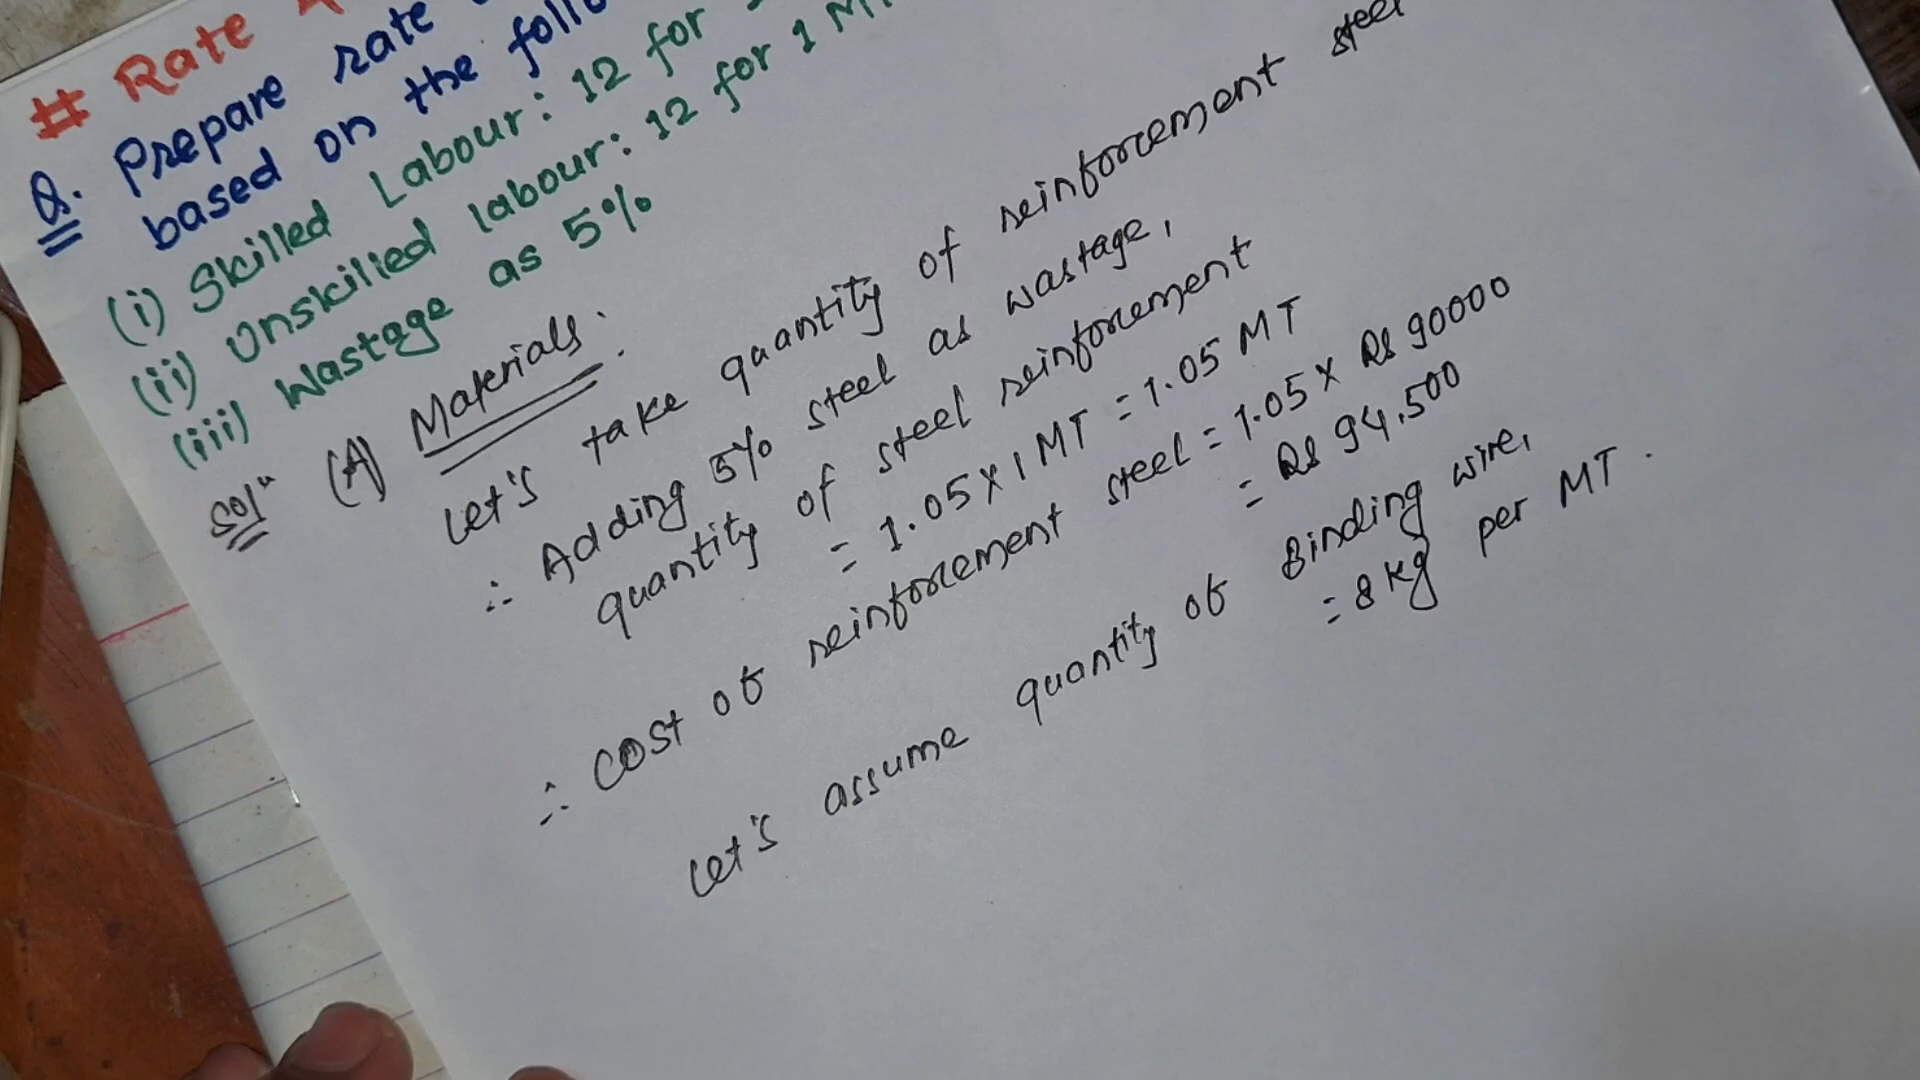 # Rate
Q. Prepare rate
based on the
(i) Skilled Labour: 12 for
(ii) Unskilled labour: 12 for 1 MT
(iii) Wastage as 5%
Solⁿ (A) Materials:
Let's take quantity of reinforcement steel
∴ Adding 5% steel as wastage,
quantity of steel reinforcement
= 1.05 x 1 MT = 1.05 MT
∴ Cost of reinforcement steel = 1.05 x Rs 90000
= Rs 94,500
Let's assume quantity of Binding wire,
= 8 kg per MT.